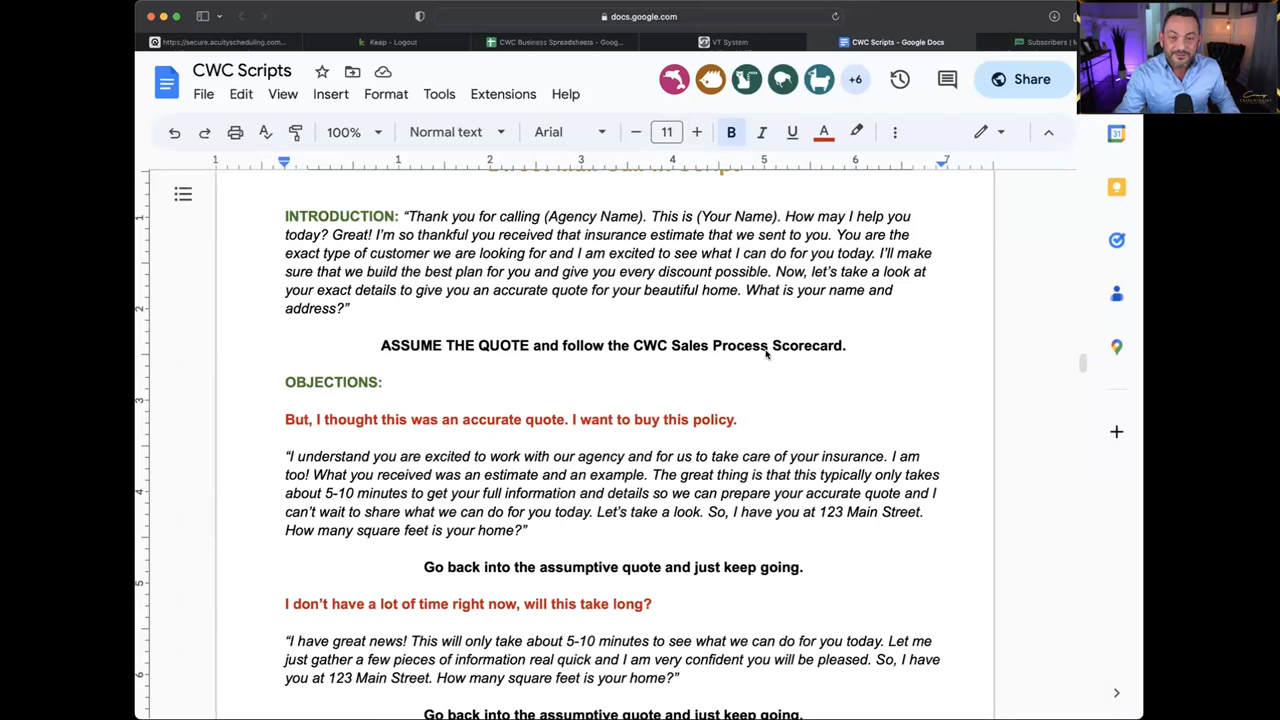 docs.google.com
https://secure.acuityscheduling.com...
Keap - Logout
CWC Business Spreadsheets - Goog...
VT System
CWC Scripts - Google Docs
Subscribers | M
CWC Scripts
File Edit View Insert Format Tools Extensions Help
+6
Share
100% Normal text Arial 11 B I U A
1 1 2 3 4 5 6 7
INTRODUCTION: “Thank you for calling (Agency Name). This is (Your Name). How may I help you
today? Great! I’m so thankful you received that insurance estimate that we sent to you. You are the
exact type of customer we are looking for and I am excited to see what I can do for you today. I’ll make
sure that we build the best plan for you and give you every discount possible. Now, let’s take a look at
your exact details to give you an accurate quote for your beautiful home. What is your name and
address?”
ASSUME THE QUOTE and follow the CWC Sales Process Scorecard.
OBJECTIONS:
But, I thought this was an accurate quote. I want to buy this policy.
“I understand you are excited to work with our agency and for us to take care of your insurance. I am
too! What you received was an estimate and an example. The great thing is that this typically only takes
about 5-10 minutes to get your full information and details so we can prepare your accurate quote and I
can’t wait to share what we can do for you today. Let’s take a look. So, I have you at 123 Main Street.
How many square feet is your home?”
Go back into the assumptive quote and just keep going.
I don’t have a lot of time right now, will this take long?
“I have great news! This will only take about 5-10 minutes to see what we can do for you today. Let me
just gather a few pieces of information real quick and I am very confident you will be pleased. So, I have
you at 123 Main Street. How many square feet is your home?”
Go back into the assumptive quote and just keep going.